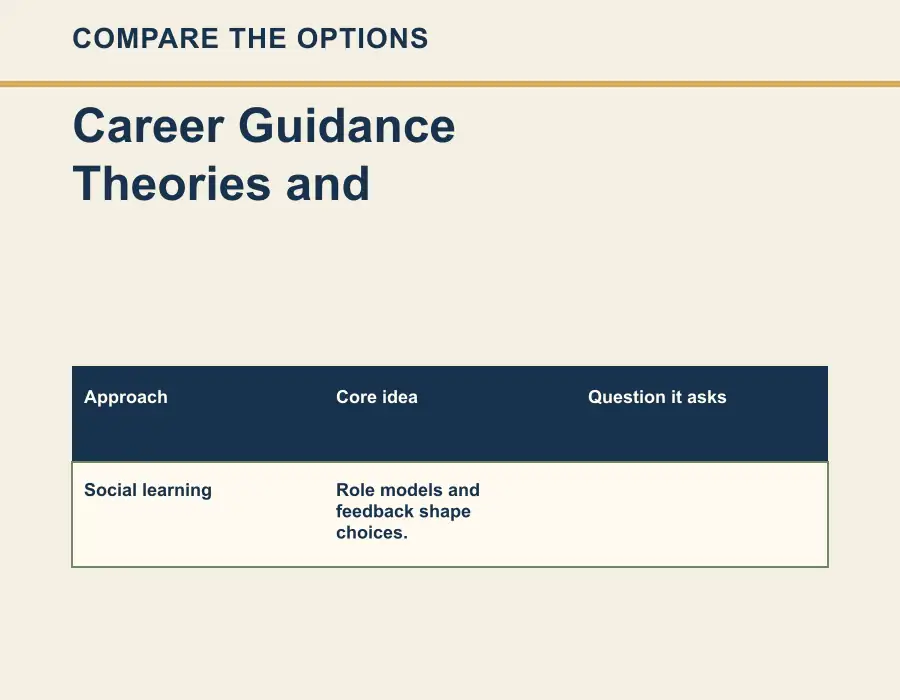 COMPARE THE OPTIONS
Career Guidance
Theories and
Approach Core idea Question it asks
Social learning Role models and
feedback shape
choices.